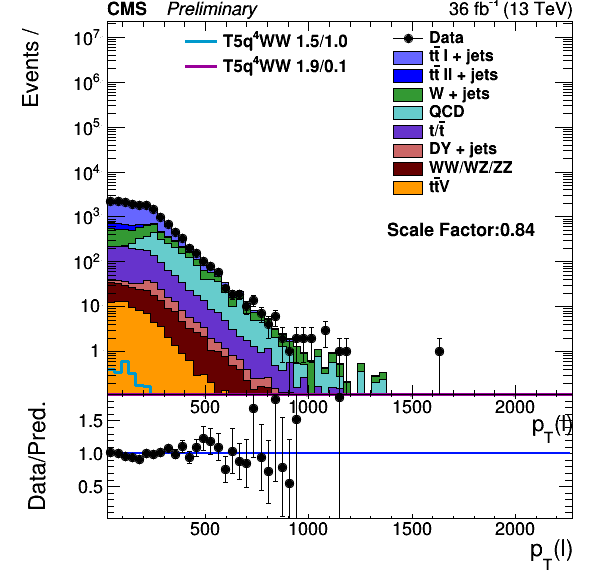 CMS Preliminary 36 fb⁻¹ (13 TeV)
Events /
10⁷
10⁶
10⁵
10⁴
10³
10²
10
1
T5q⁴WW 1.5/1.0
T5q⁴WW 1.9/0.1
Data
tt̄ l + jets
tt̄ ll + jets
W + jets
QCD
t/t̄
DY + jets
WW/WZ/ZZ
tt̄V
Scale Factor:0.84
500 1000 1500 2000
p_T(l)
Data/Pred.
1.5
1.0
0.5
500 1000 1500 2000
p_T(l)